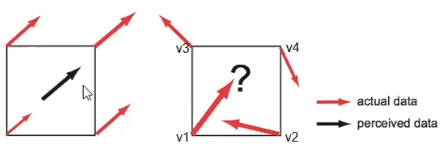 v3
v4
?
v1
v2
actual data
perceived data